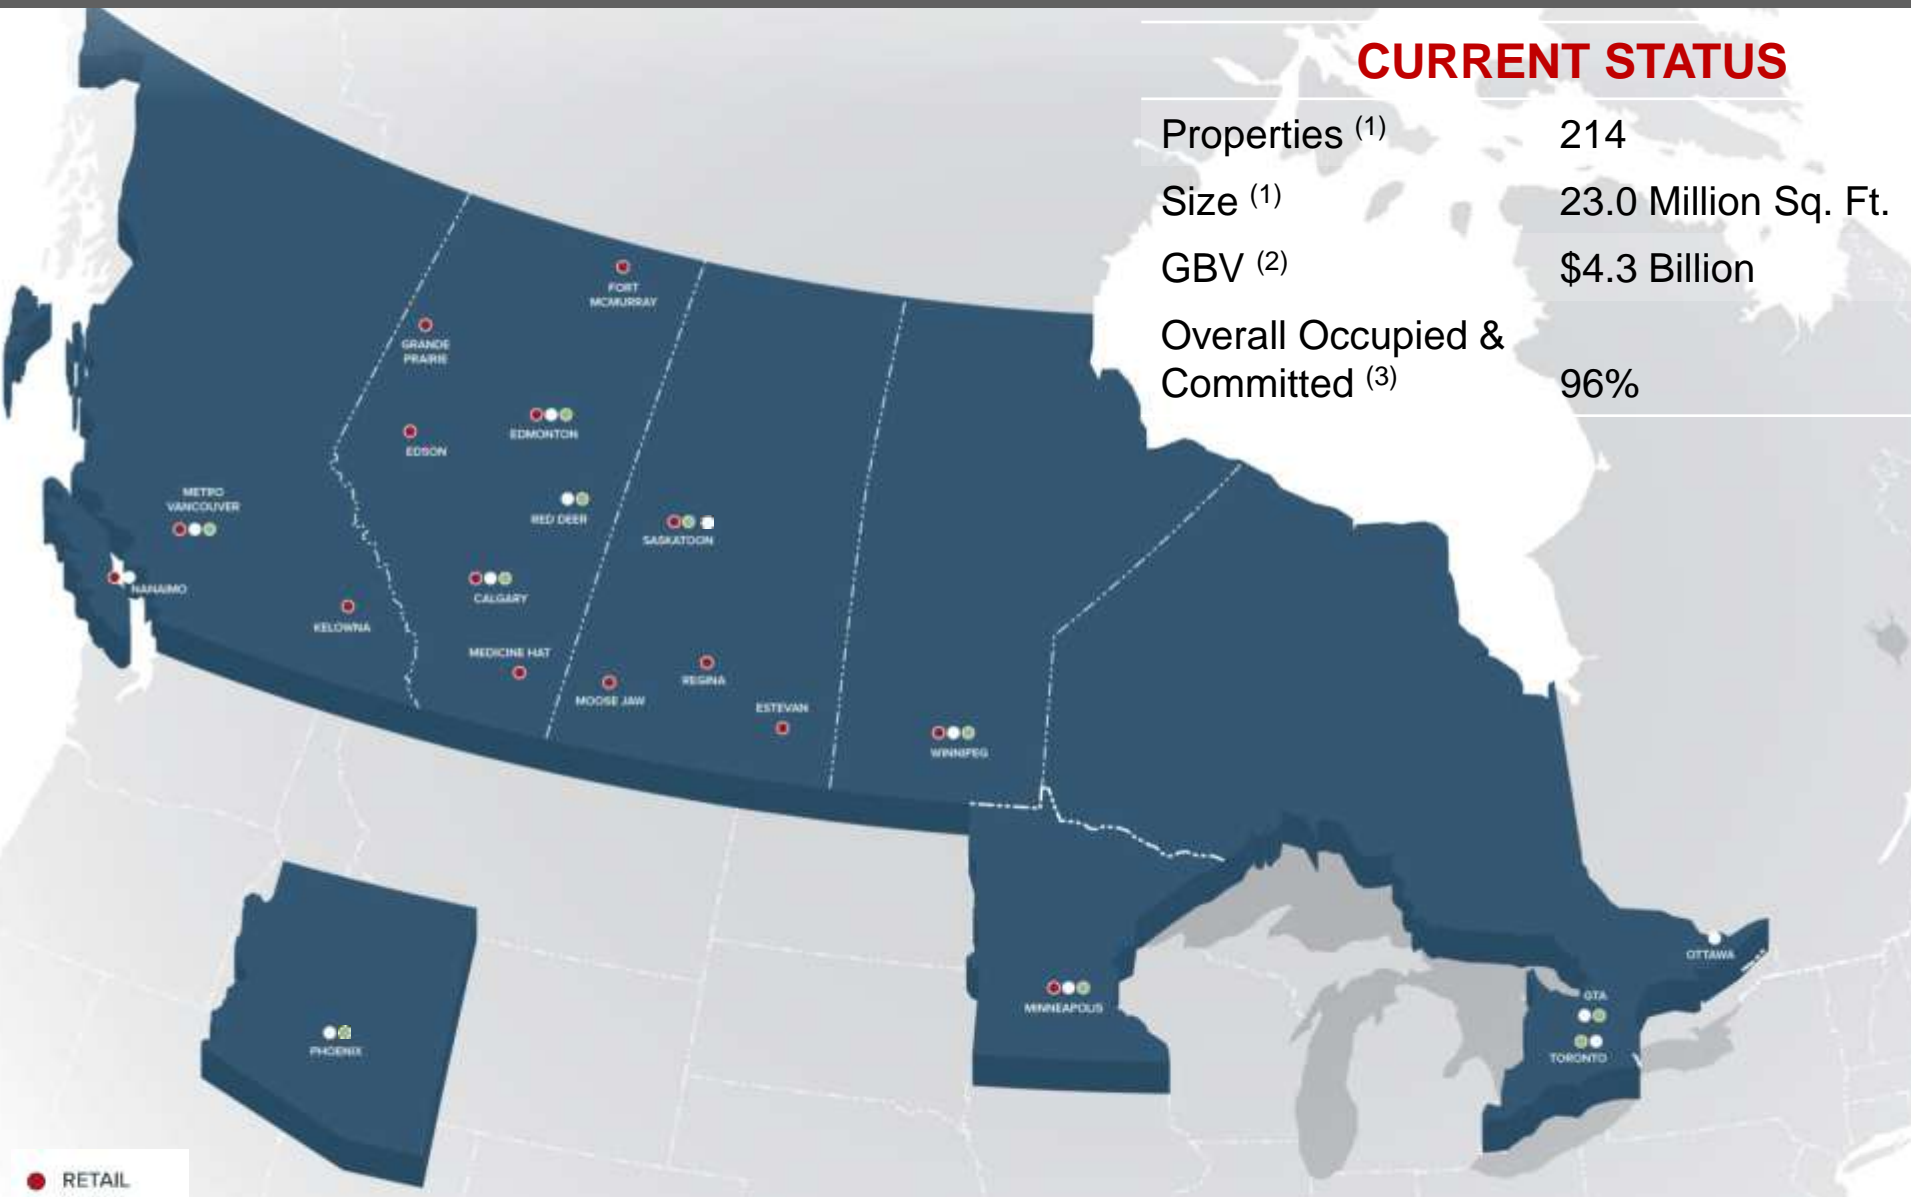 CURRENT STATUS
Properties (1) 214
Size (1) 23.0 Million Sq. Ft.
GBV (2) $4.3 Billion
Overall Occupied &
Committed (3) 96%
FORT
MCMURRAY
GRANDE
PRAIRIE
EDMONTON
EDSON
METRO
VANCOUVER
RED DEER
SASKATOON
NANAIMO
CALGARY
KELOWNA
MEDICINE HAT
REGINA
MOOSE JAW
ESTEVAN
WINNIPEG
OTTAWA
GTA
MINNEAPOLIS
PHOENIX
TORONTO
RETAIL